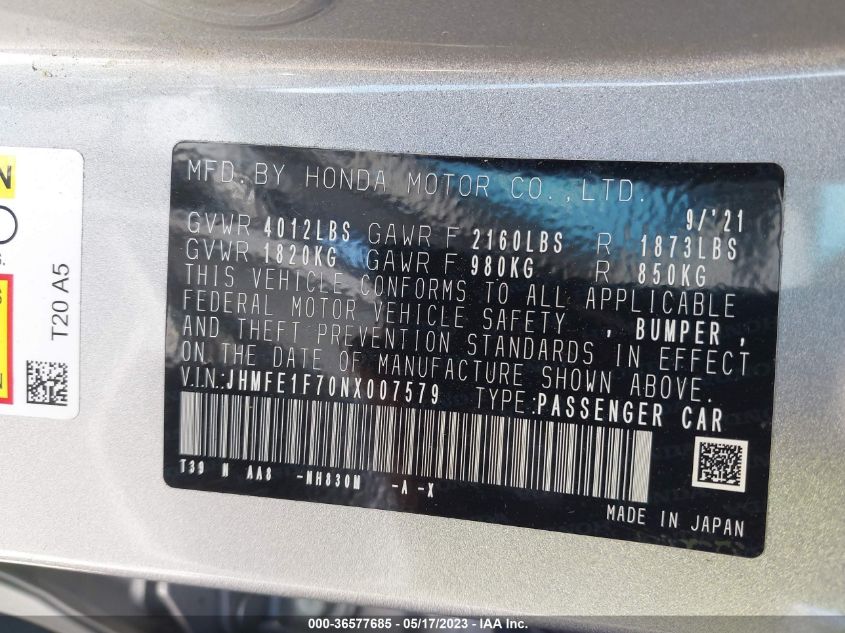 N
G.
T20 A5
MFD. BY HONDA MOTOR CO., LTD.
9/'21
GVWR 4012LBS GAWR F 2160LBS R 1873LBS
GVWR 1820KG GAWR F 980KG R 850KG
THIS VEHICLE CONFORMS TO ALL APPLICABLE
FEDERAL MOTOR VEHICLE SAFETY , BUMPER ,
AND THEFT PREVENTION STANDARDS IN EFFECT
ON THE DATE OF MANUFACTURE SHOWN ABOVE.
V.I.N: JHMFE1F70NX007579 TYPE:PASSENGER CAR
T39 N AA8 -NH830M -A -X
MADE IN JAPAN
000-36577685 - 05/17/2023 - © IAA, LLC